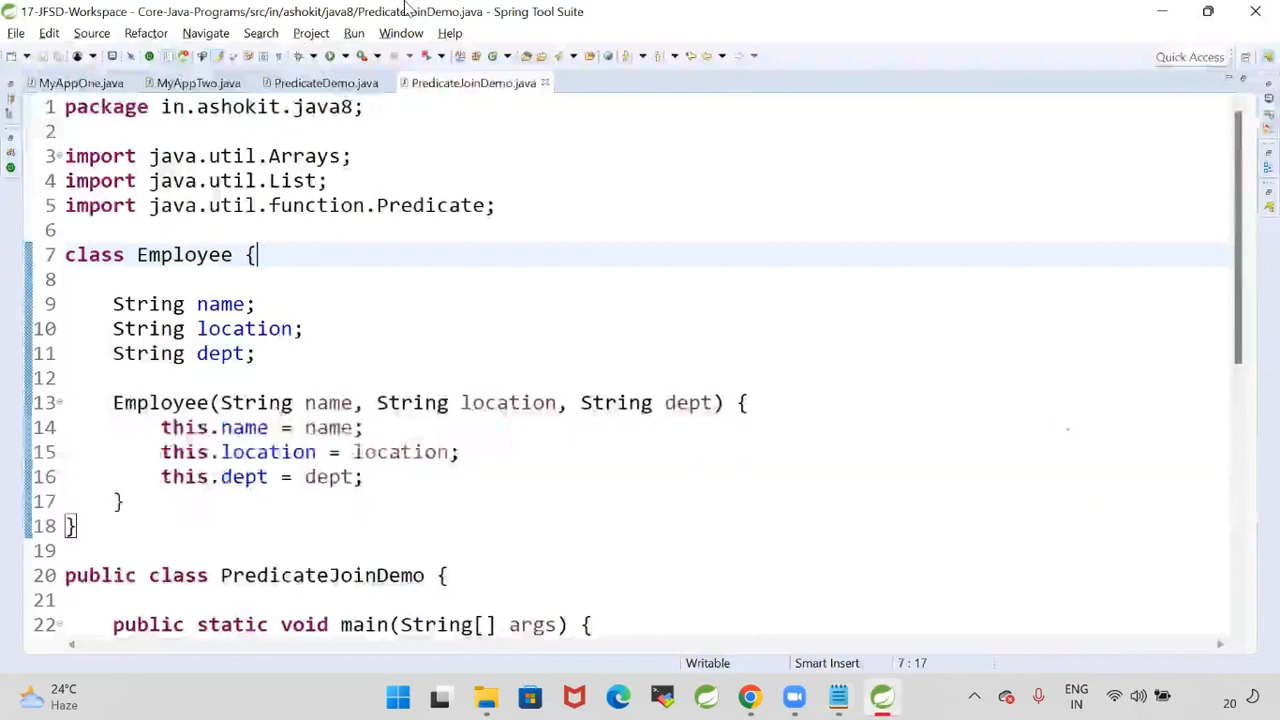 17-JFSD-Workspace - Core-Java-Programs/src/in/ashokit/java8/PredicateJoinDemo.java - Spring Tool Suite
File Edit Source Refactor Navigate Search Project Run Window Help
Quick Access
MyAppOne.java MyAppTwo.java PredicateDemo.java PredicateJoinDemo.java
1 package in.ashokit.java8;
2
3 import java.util.Arrays;
4 import java.util.List;
5 import java.util.function.Predicate;
6
7 class Employee {
8
9 String name;
10 String location;
11 String dept;
12
13 Employee(String name, String location, String dept) {
14 this.name = name;
15 this.location = location;
16 this.dept = dept;
17 }
18 }
19
20 public class PredicateJoinDemo {
21
22 public static void main(String[] args) {
Writable Smart Insert 7 : 17
24°C
Haze
ENG
IN
20